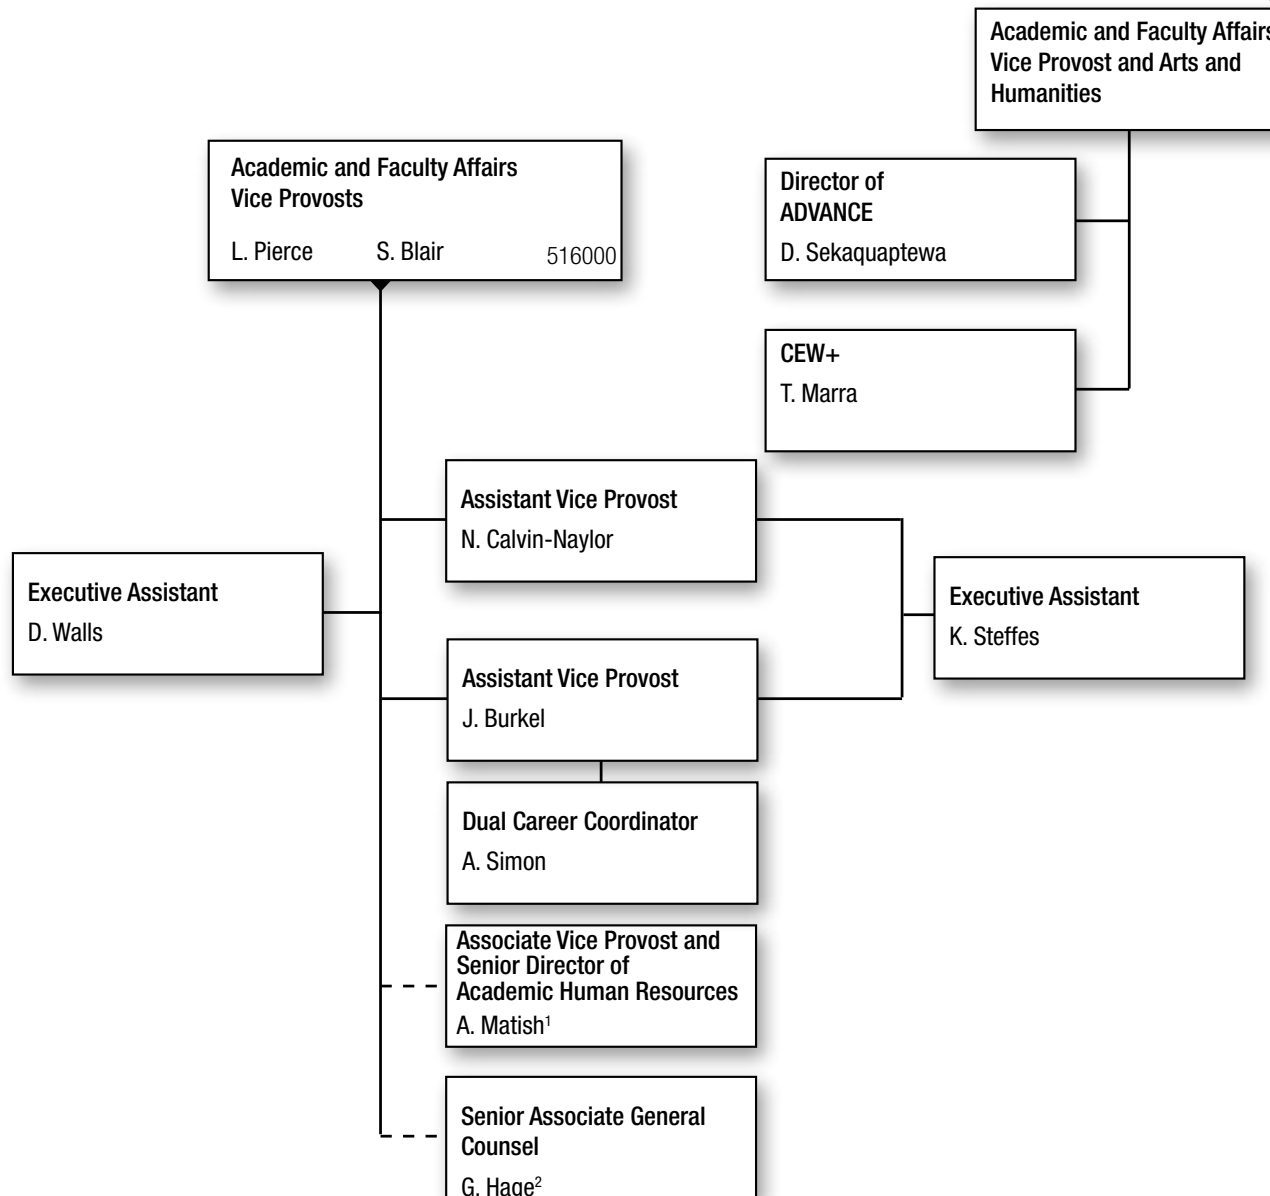 Academic and Faculty Affairs
Vice Provost and Arts and
Humanities
Academic and Faculty Affairs
Vice Provosts
L. Pierce S. Blair 516000
Director of
ADVANCE
D. Sekaquaptewa
CEW+
T. Marra
Assistant Vice Provost
N. Calvin-Naylor
Executive Assistant
D. Walls
Executive Assistant
K. Steffes
Assistant Vice Provost
J. Burkel
Dual Career Coordinator
A. Simon
Associate Vice Provost and
Senior Director of
Academic Human Resources
A. Matish¹
Senior Associate General
Counsel
G. Hage²